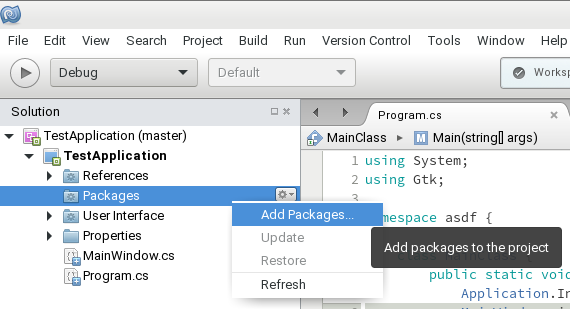 File Edit View Search Project Build Run Version Control Tools Window Help
Debug Default Worksp
Solution
TestApplication (master)
TestApplication
References
Packages
User Interface
Properties
MainWindow.cs
Program.cs
Add Packages...
Update
Restore
Refresh
Program.cs
MainClass Main(string[] args)
1 using System;
2 using Gtk;
3
mespace asdf {
Add packages to the project
public static void
Application.In